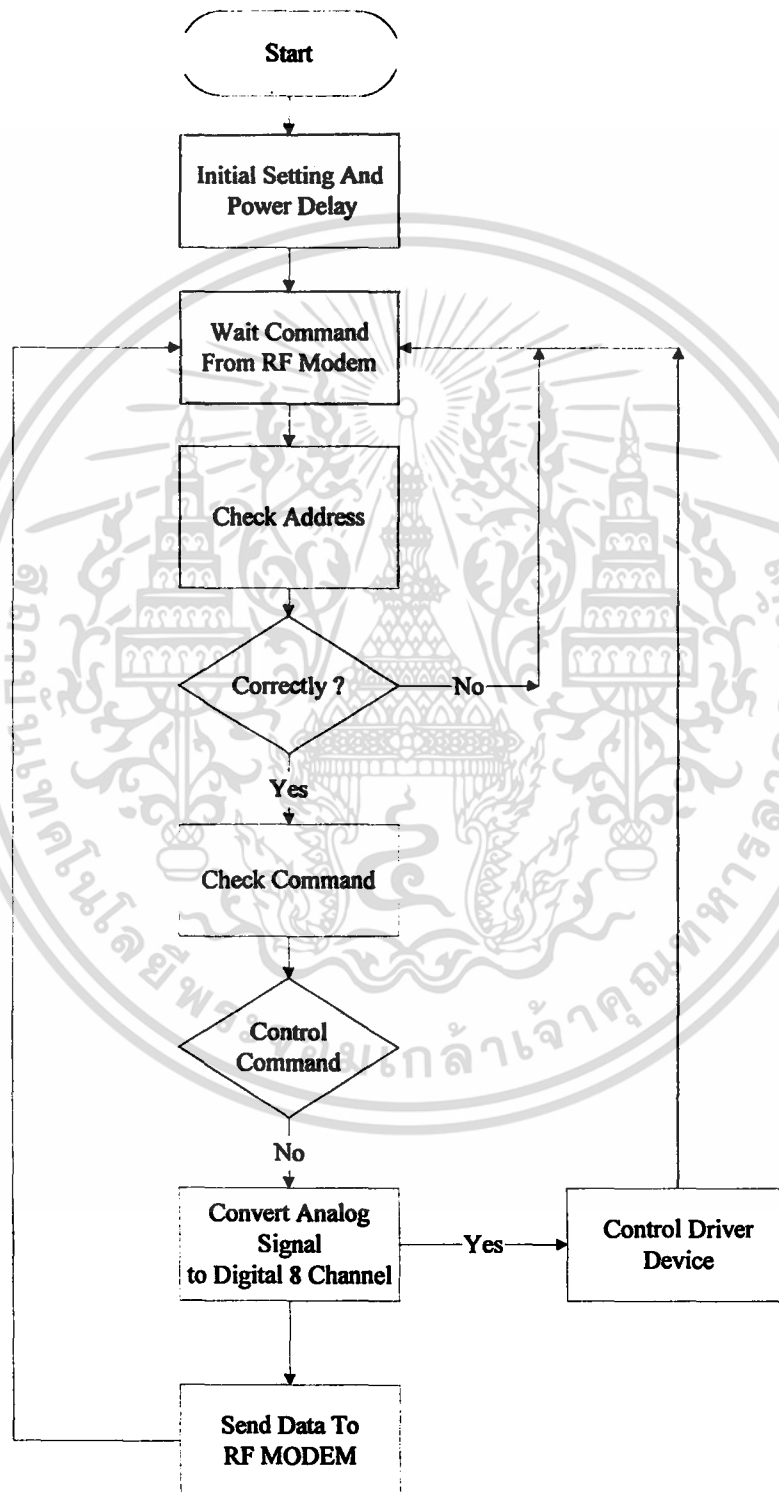 Start
Initial Setting And
Power Delay
Wait Command
From RF Modem
Check Address
Correctly ?
No
Yes
Check Command
Control
Command
No
Convert Analog
Signal
to Digital 8 Channel
Yes
Control Driver
Device
Send Data To
RF MODEM